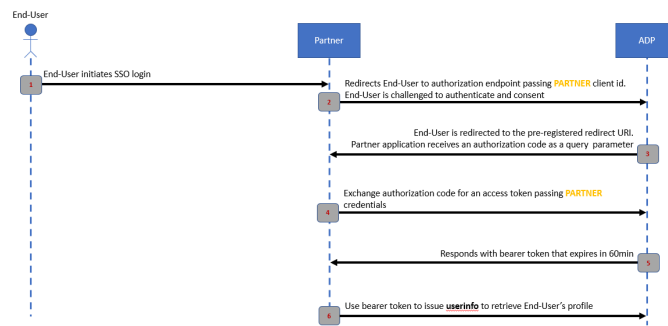 End-User
Partner
ADP
End-User initiates SSO login
1
Redirects End-User to authorization endpoint passing PARTNER client id.
End-User is challenged to authenticate and consent
2
End-User is redirected to the pre-registered redirect URI.
Partner application receives an authorization code as a query parameter
3
Exchange authorization code for an access token passing PARTNER
credentials
4
Responds with bearer token that expires in 60min
5
Use bearer token to issue userinfo to retrieve End-User's profile
6